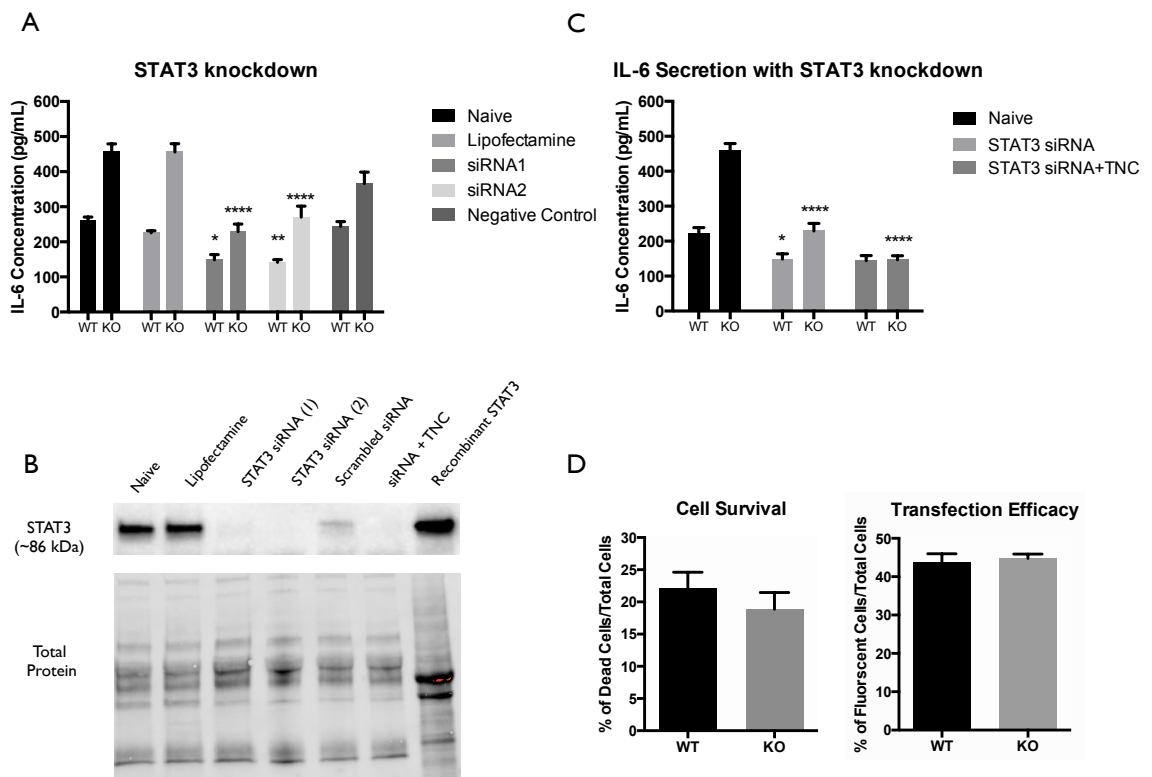 A
STAT3 knockdown
IL-6 Concentration (pg/mL)
600
500
400
300
200
100
0
WT KO WT KO WT KO WT KO WT KO
* **** ** ****
Naive
Lipofectamine
siRNA1
siRNA2
Negative Control
C
IL-6 Secretion with STAT3 knockdown
IL-6 Concentration (pg/mL)
600
500
400
300
200
100
0
WT KO WT KO WT KO
* **** ****
Naive
STAT3 siRNA
STAT3 siRNA+TNC
B
Naive
Lipofectamine
STAT3 siRNA (1)
STAT3 siRNA (2)
Scrambled siRNA
siRNA + TNC
Recombinant STAT3
STAT3
(~86 kDa)
Total
Protein
D
Cell Survival
% of Dead Cells/Total Cells
30
25
20
15
10
5
0
WT KO
Transfection Efficacy
% of Fluorscent Cells/Total Cells
50
40
30
20
10
0
WT KO